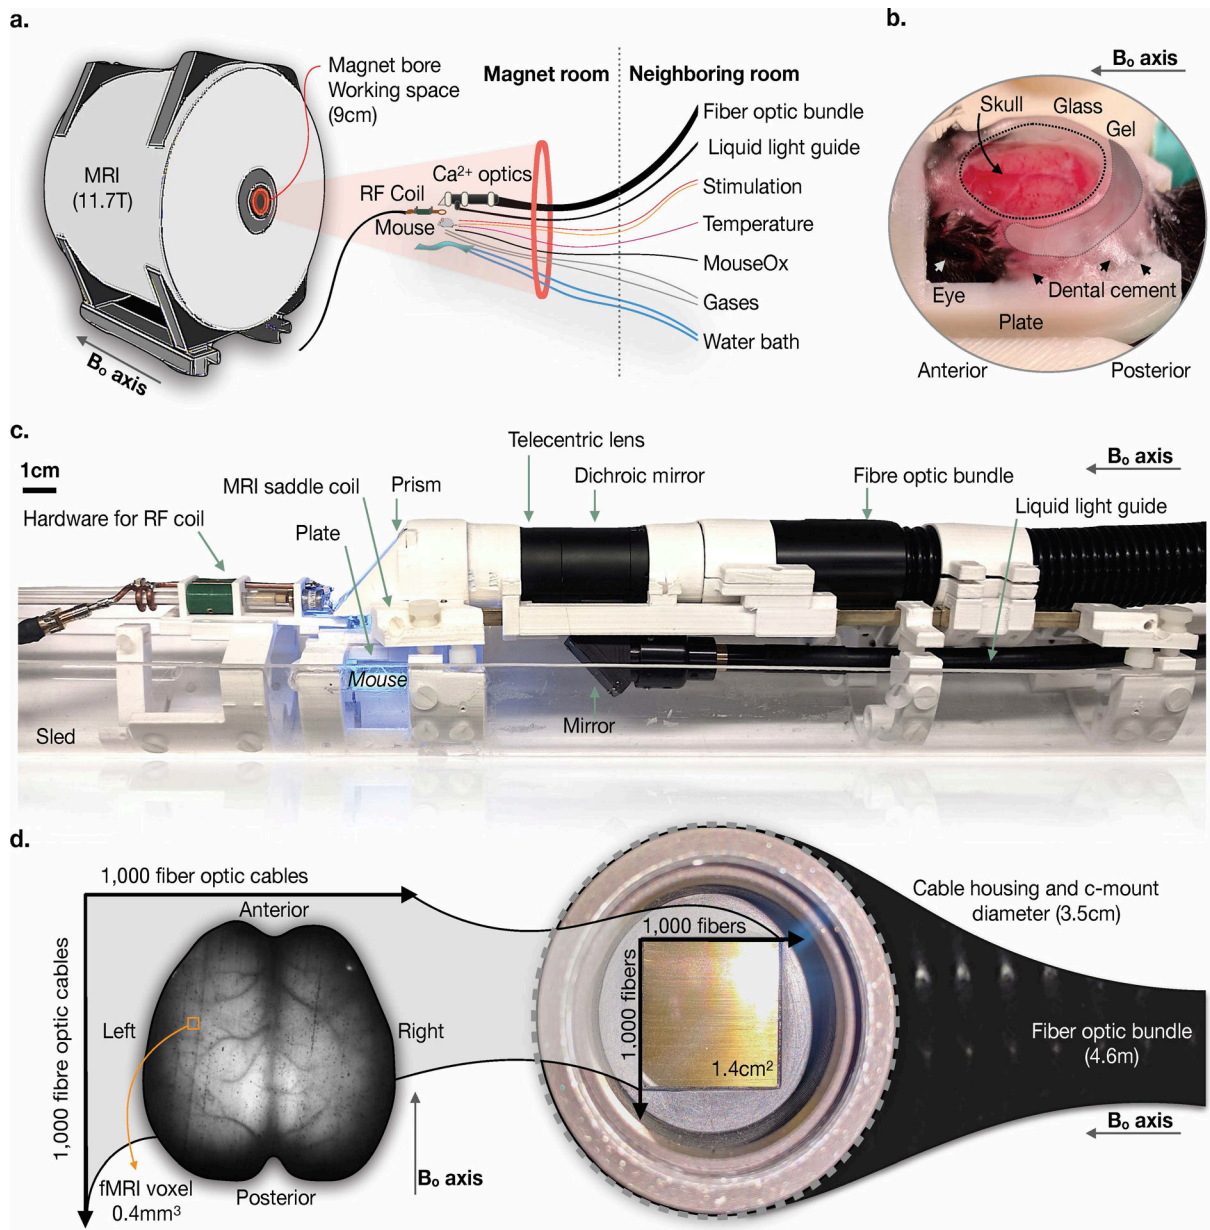 a.
MRI
(11.7T)
Bo axis
Magnet bore
Working space
(9cm)
Magnet room
Neighboring room
RF Coil
Ca2+ optics
Mouse
Fiber optic bundle
Liquid light guide
Stimulation
Temperature
MouseOx
Gases
Water bath
b.
Bo axis
Skull
Glass
Gel
Eye
Dental cement
Plate
Anterior
Posterior
c.
1cm
Hardware for RF coil
MRI saddle coil
Plate
Prism
Telecentric lens
Dichroic mirror
Fibre optic bundle
Bo axis
Liquid light guide
Mouse
Mirror
Sled
d.
1,000 fiber optic cables
1,000 fibre optic cables
Anterior
Left
Right
Posterior
fMRI voxel
0.4mm3
Bo axis
1,000 fibers
1,000 fibers
1.4cm2
Cable housing and c-mount
diameter (3.5cm)
Fiber optic bundle
(4.6m)
Bo axis